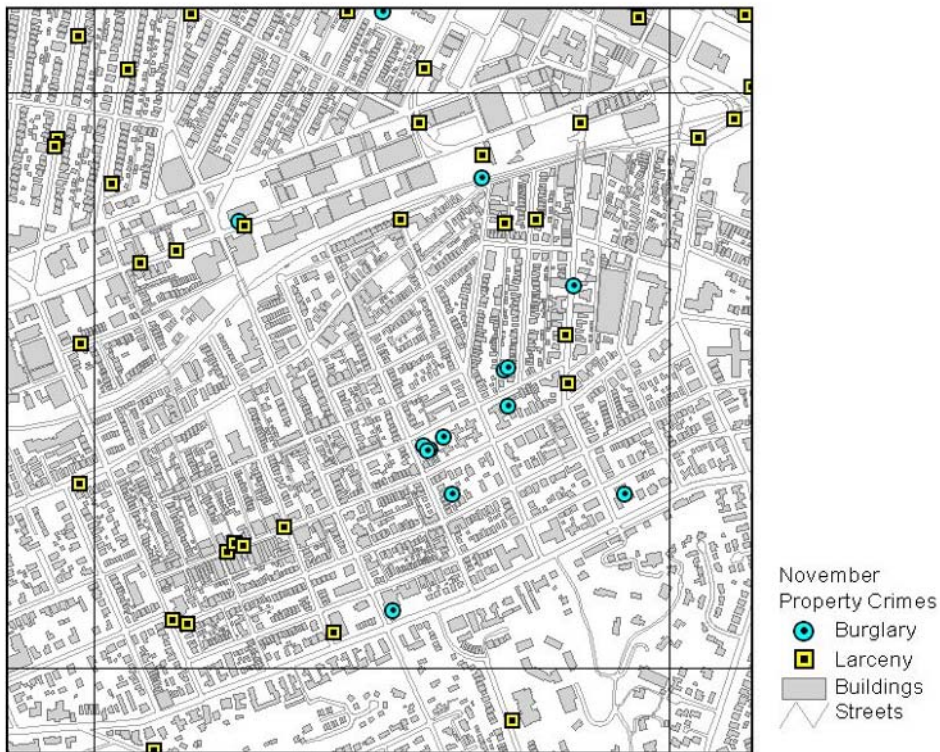 November
Property Crimes
Burglary
Larceny
Buildings
Streets